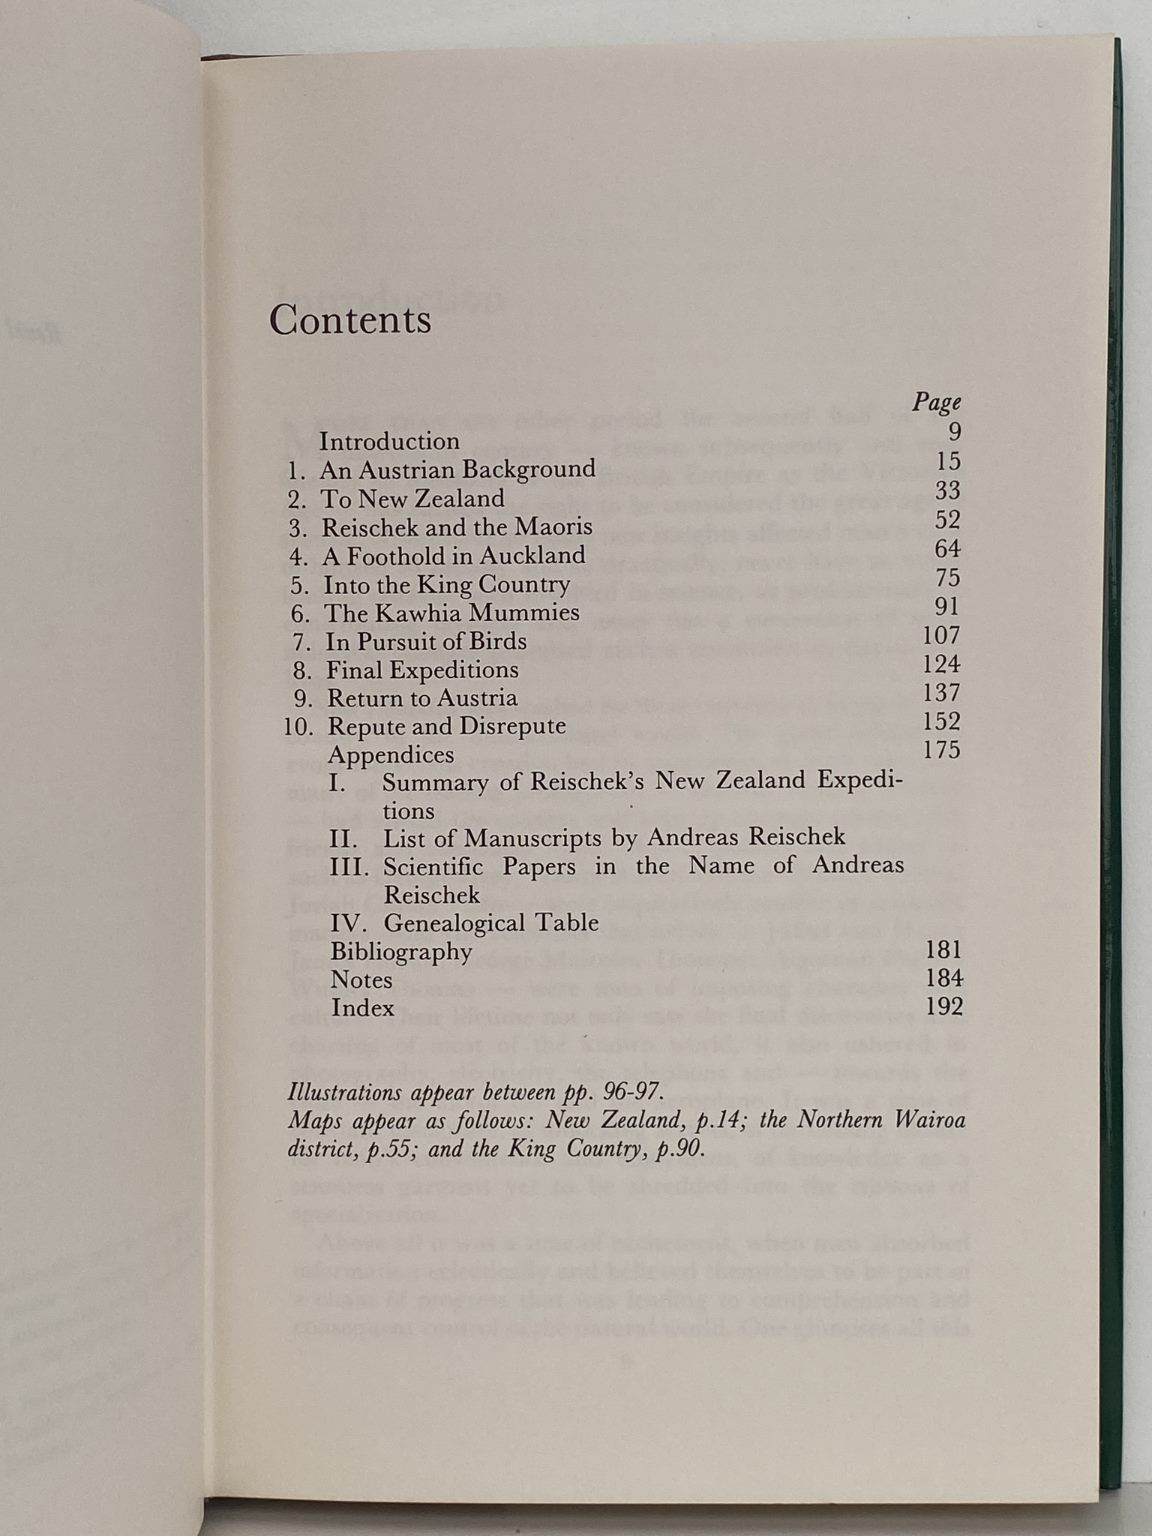 Contents
Page
Introduction 9
1. An Austrian Background 15
2. To New Zealand 33
3. Reischek and the Maoris 52
4. A Foothold in Auckland 64
5. Into the King Country 75
6. The Kawhia Mummies 91
7. In Pursuit of Birds 107
8. Final Expeditions 124
9. Return to Austria 137
10. Repute and Disrepute 152
Appendices 175
I. Summary of Reischek's New Zealand Expedi-
tions
II. List of Manuscripts by Andreas Reischek
III. Scientific Papers in the Name of Andreas
Reischek
IV. Genealogical Table
Bibliography 181
Notes 184
Index 192
Illustrations appear between pp. 96-97.
Maps appear as follows: New Zealand, p.14; the Northern Wairoa
district, p.55; and the King Country, p.90.